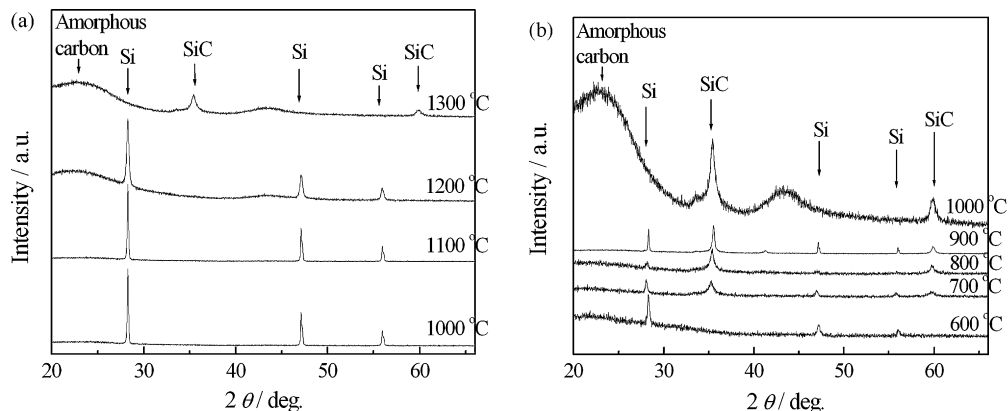 (a)
Amorphous
carbon
Si
SiC
Si
Si
SiC
1300 °C
1200 °C
1100 °C
1000 °C
Intensity / a.u.
20 30 40 50 60
2 θ / deg.
(b)
Amorphous
carbon
Si
SiC
Si
Si
SiC
1000 °C
900 °C
800 °C
700 °C
600 °C
Intensity / a.u.
20 30 40 50 60
2 θ / deg.